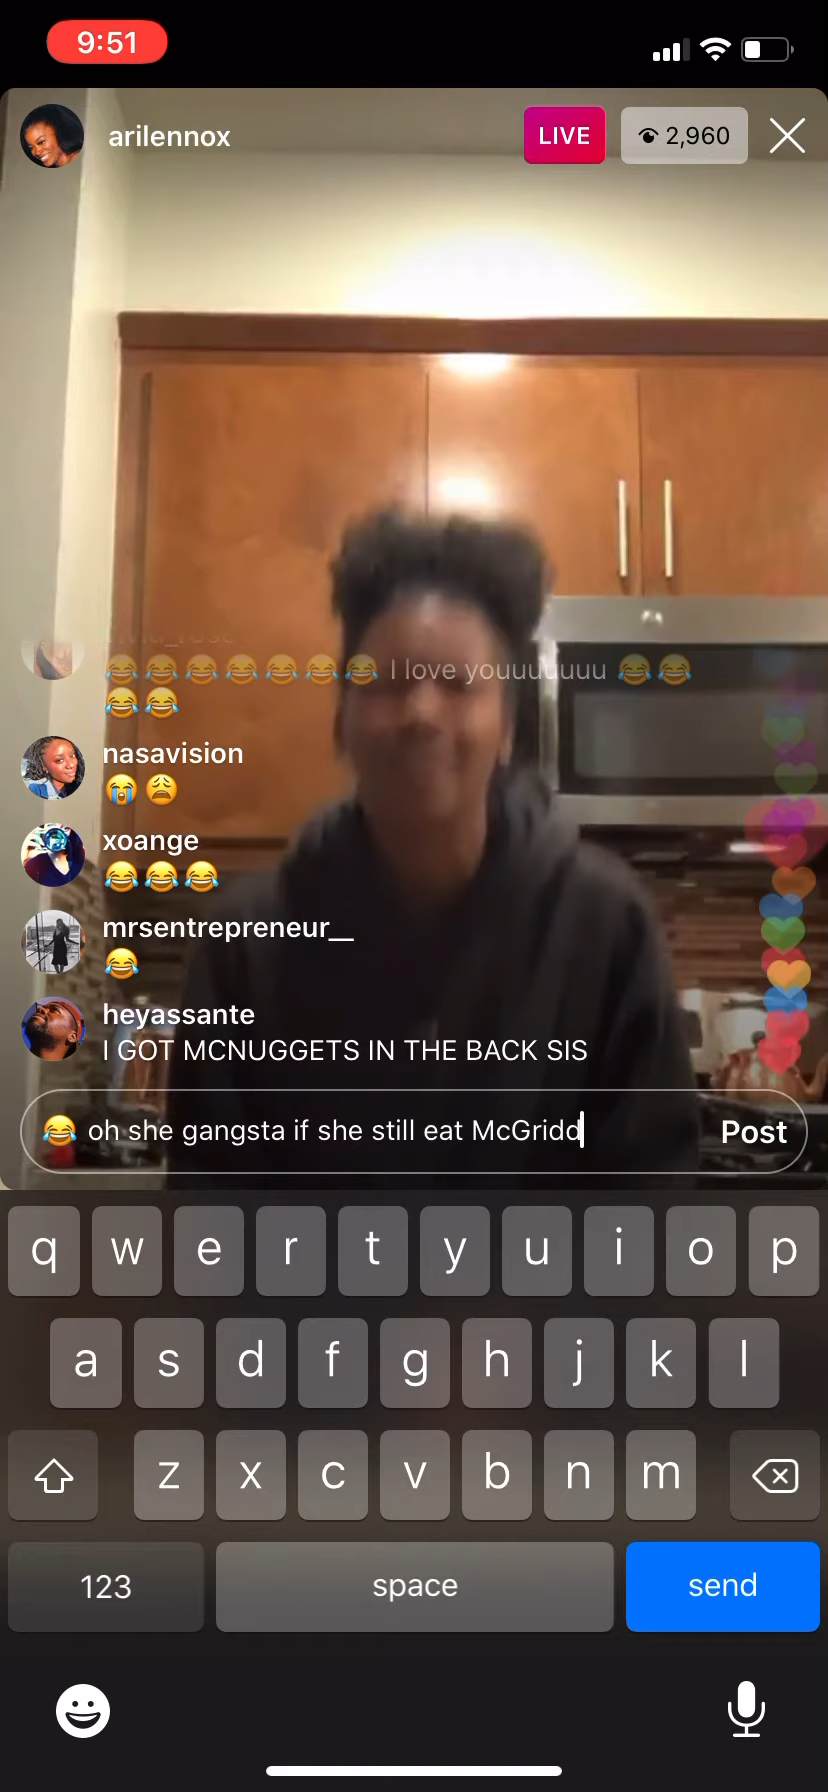 9:51
arilennox LIVE 2,960
😂😂😂😂😂😂😂 I love youuuuuuu 😂😂
😂😂
nasavision
😭😩
xoange
😂😂😂
mrsentrepreneur__
😂
heyassante
I GOT MCNUGGETS IN THE BACK SIS
😂 oh she gangsta if she still eat McGridd Post
q w e r t y u i o p
a s d f g h j k l
z x c v b n m
123 space send